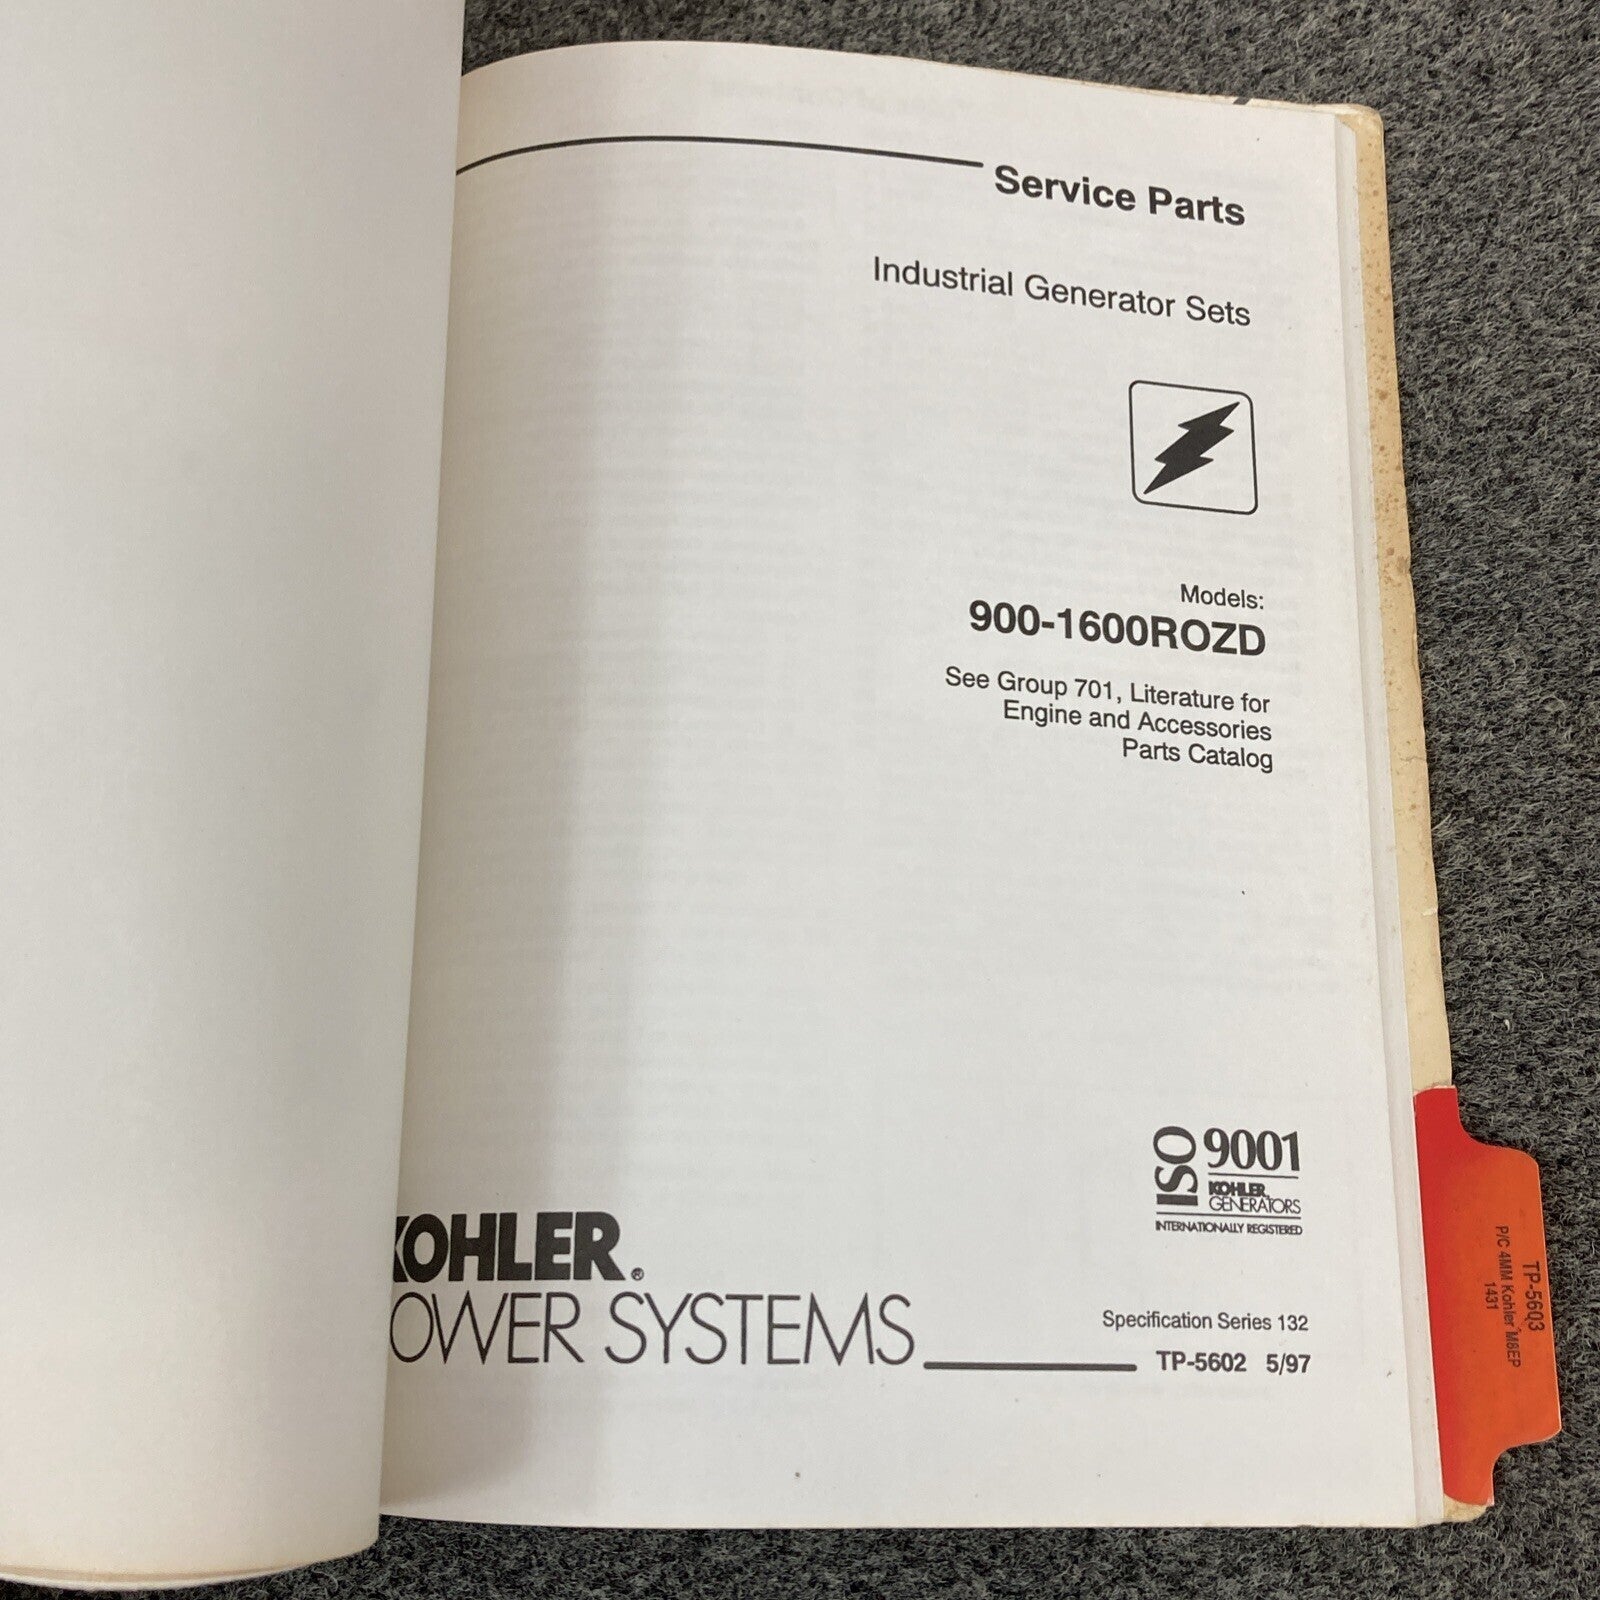 Service Parts
Industrial Generator Sets
Models:
900-1600ROZD
See Group 701, Literature for
Engine and Accessories
Parts Catalog
ISO 9001
KOHLER
GENERATORS
INTERNATIONALLY REGISTERED
KOHLER®
OWER SYSTEMS
Specification Series 132
TP-5602 5/97
TP-5603
P/C 4MM Kohler M8EP
1431